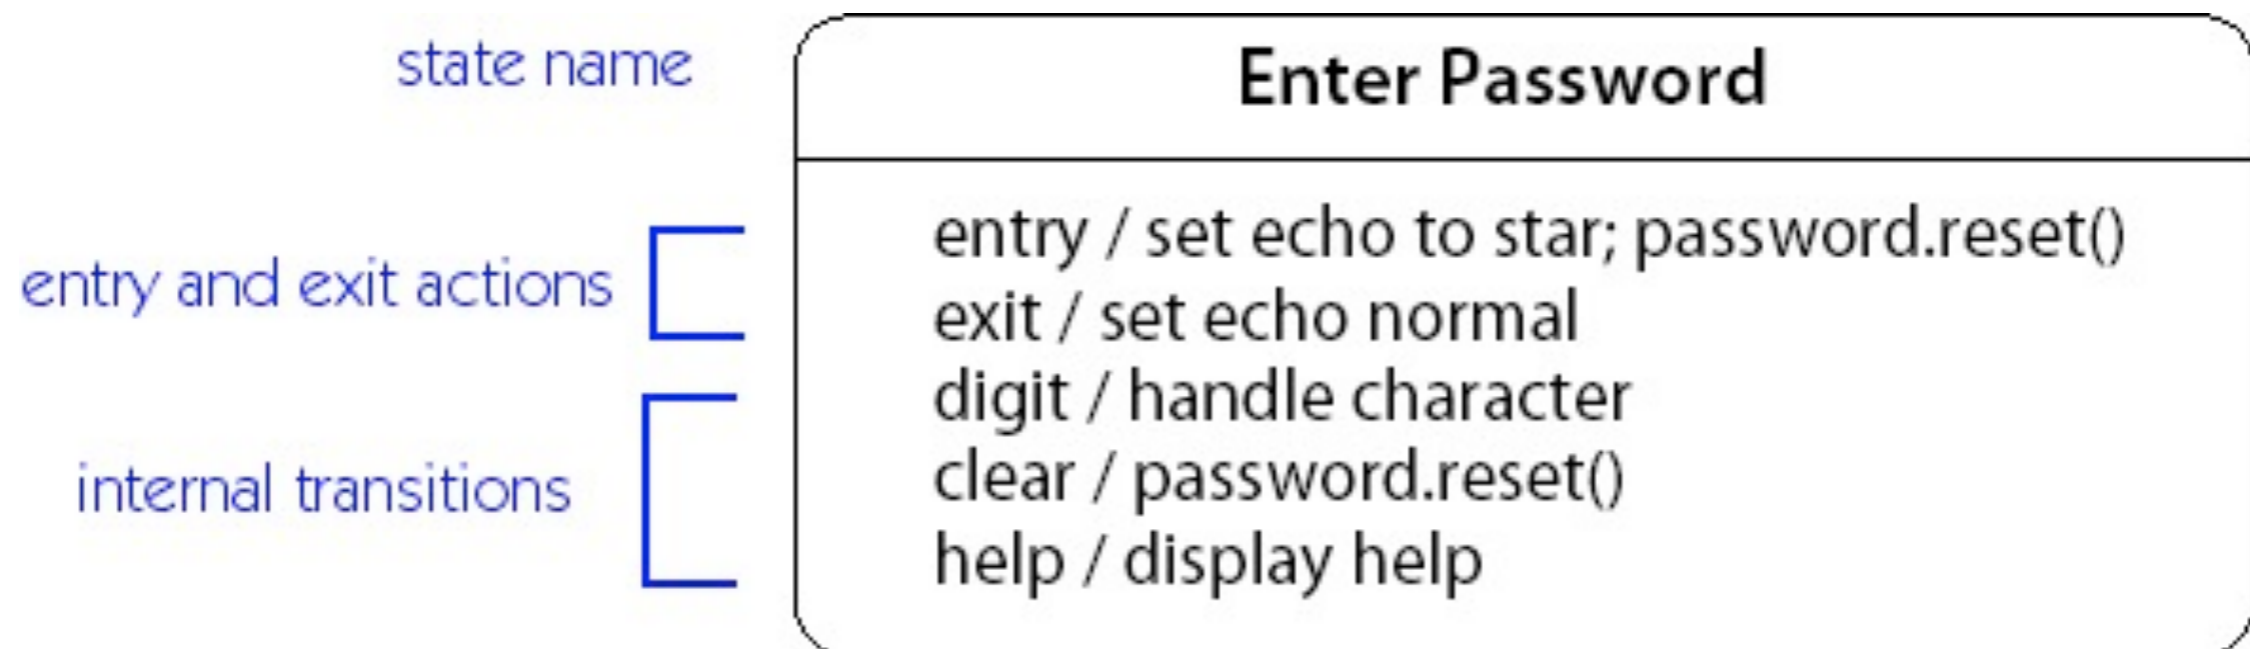 state name
Enter Password
entry and exit actions
entry / set echo to star; password.reset()
exit / set echo normal
internal transitions
digit / handle character
clear / password.reset()
help / display help